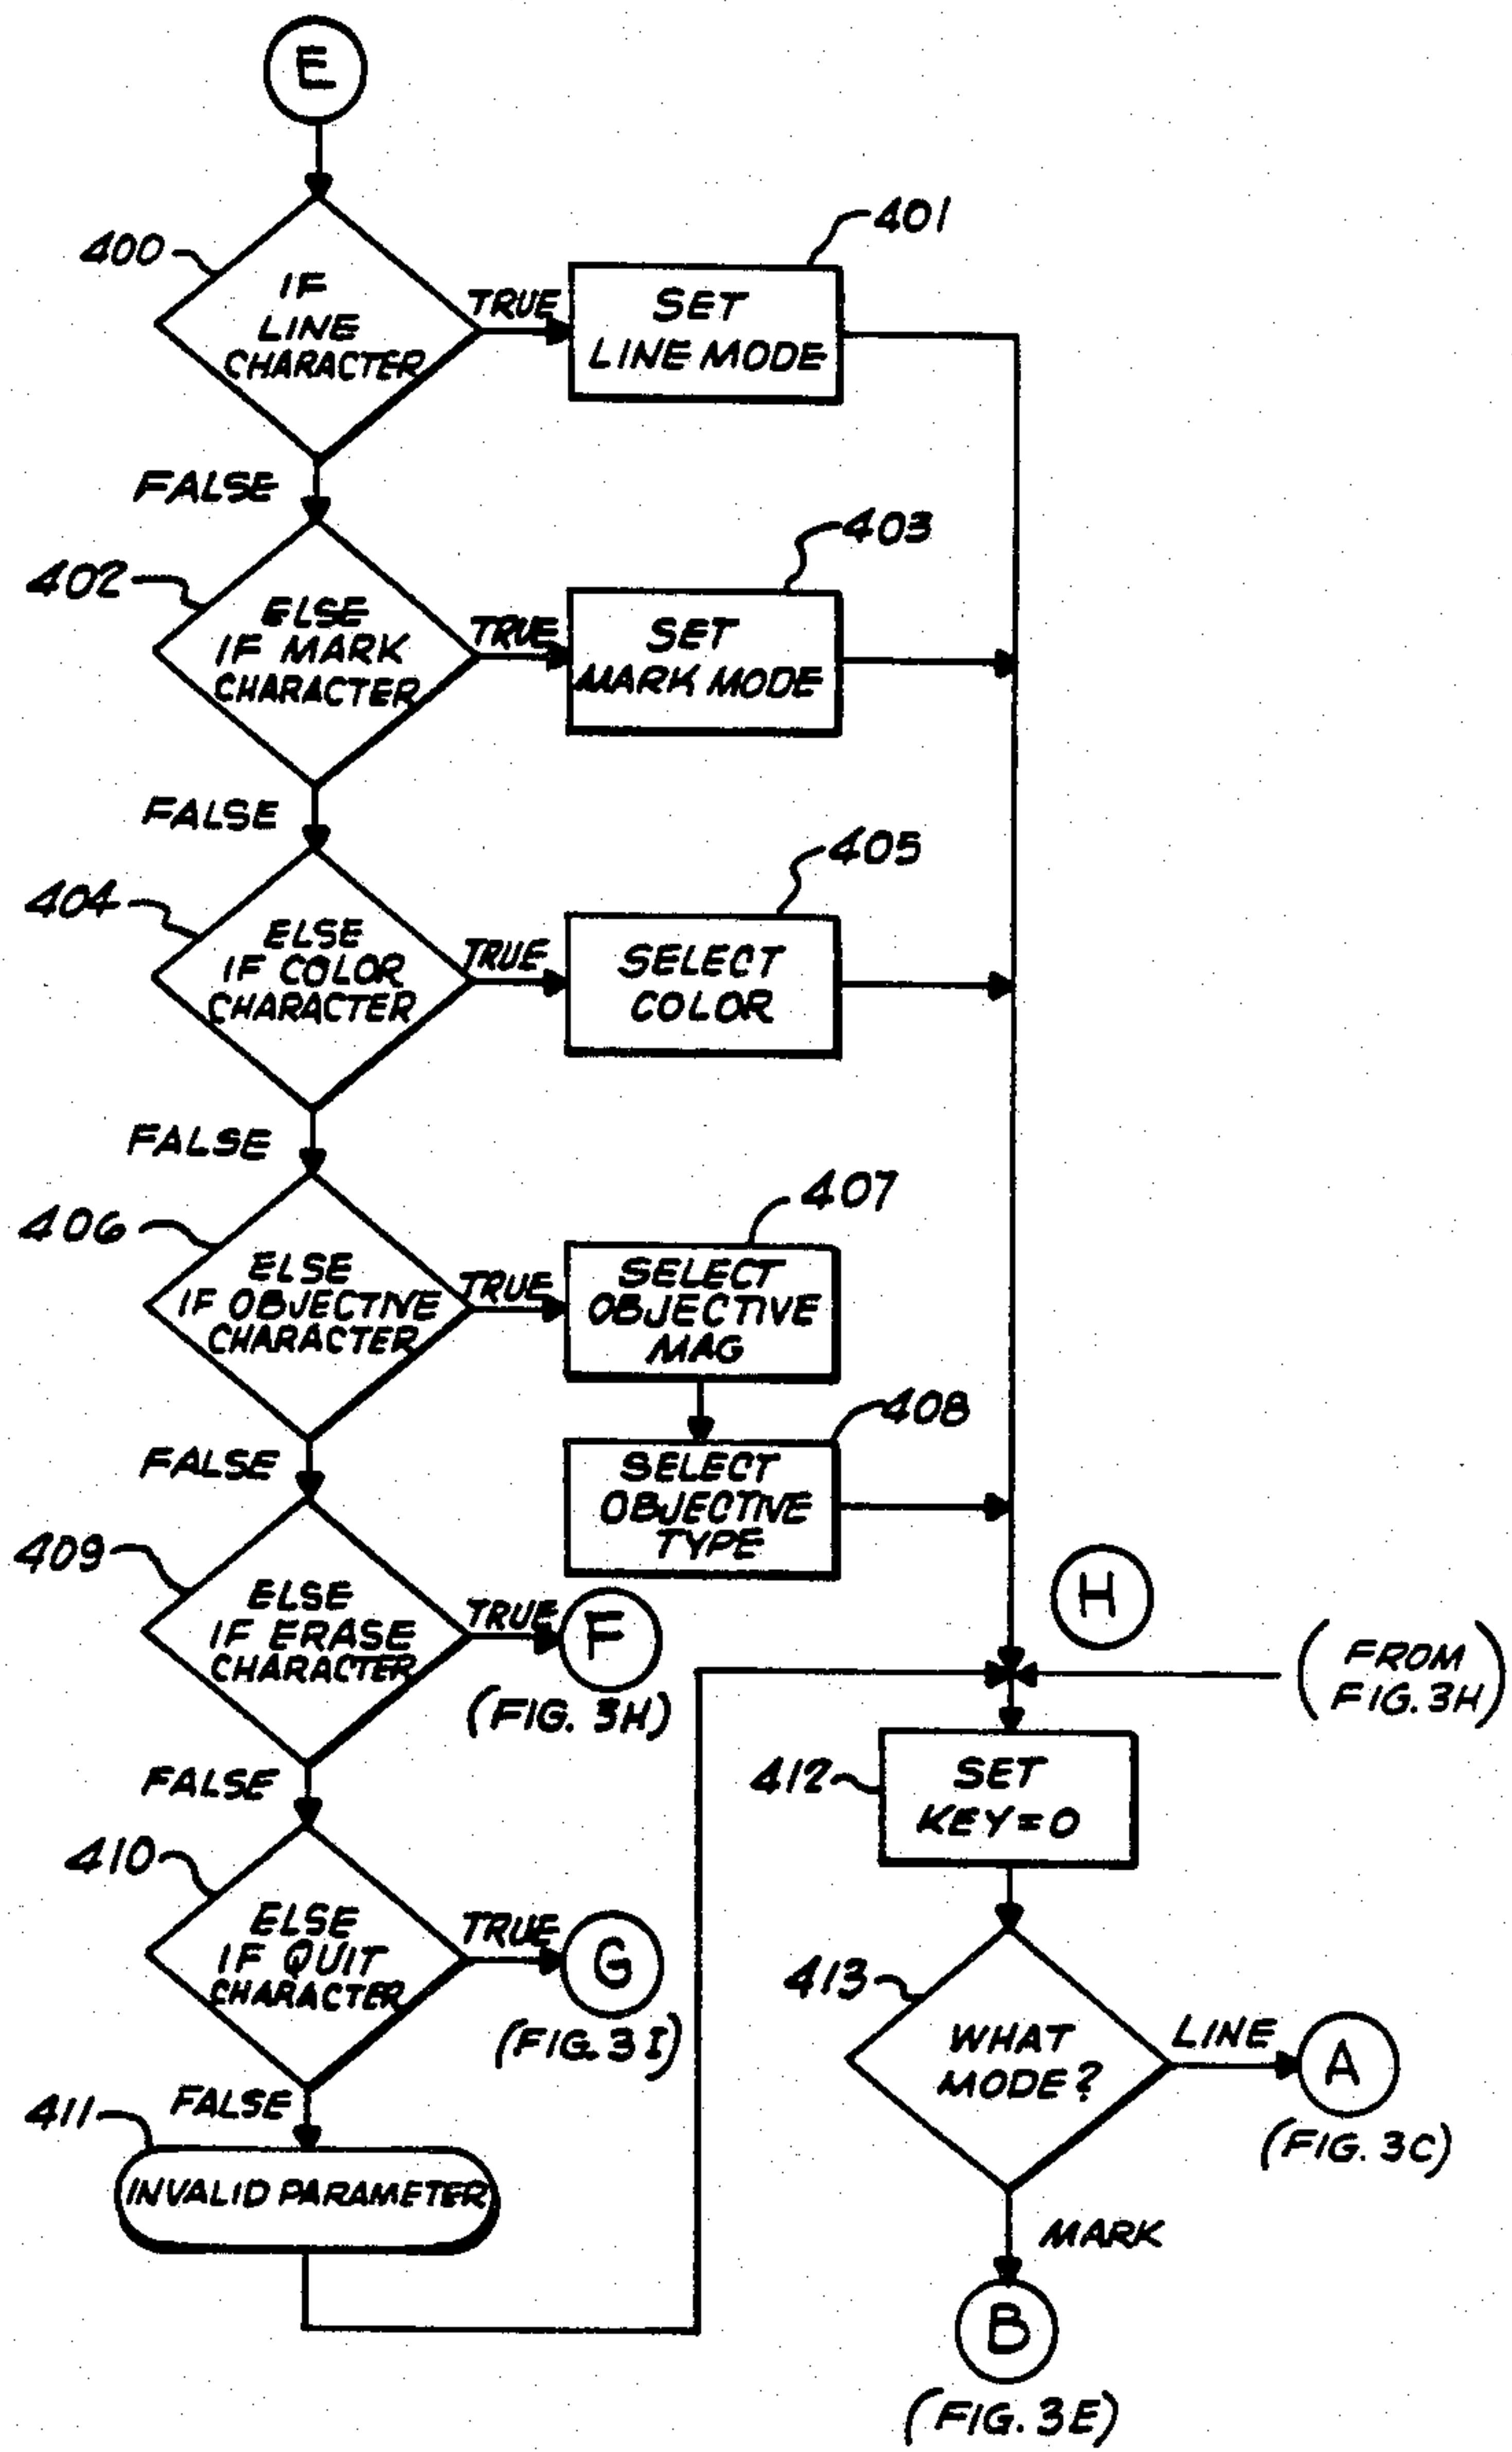 E
400
IF
LINE
CHARACTER
TRUE
401
SET
LINE MODE
FALSE
402
ELSE
IF MARK
CHARACTER
TRUE
403
SET
MARK MODE
FALSE
404
ELSE
IF COLOR
CHARACTER
TRUE
405
SELECT
COLOR
FALSE
406
ELSE
IF OBJECTIVE
CHARACTER
TRUE
407
SELECT
OBJECTIVE
MAG
408
SELECT
OBJECTIVE
TYPE
FALSE
409
ELSE
IF ERASE
CHARACTER
TRUE
F
(FIG. 3H)
H
(FROM
FIG. 3H)
FALSE
410
ELSE
IF QUIT
CHARACTER
TRUE
G
(FIG. 3I)
FALSE
411
INVALID PARAMETER
412
SET
KEY=0
413
WHAT
MODE?
LINE
A
(FIG. 3C)
MARK
B
(FIG. 3E)